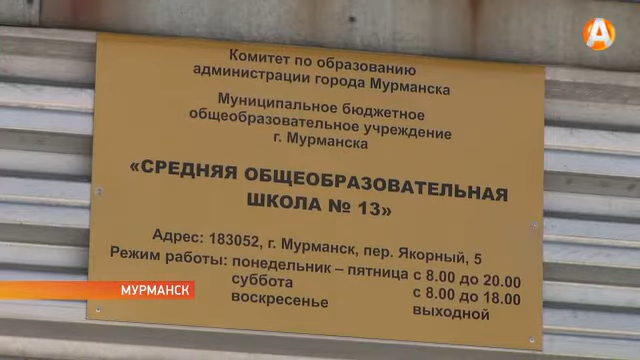 А
Комитет по образованию
администрации города Мурманска
Муниципальное бюджетное
общеобразовательное учреждение
г. Мурманска
«СРЕДНЯЯ ОБЩЕОБРАЗОВАТЕЛЬНАЯ
ШКОЛА № 13»
Адрес: 183052, г. Мурманск, пер. Якорный, 5
Режим работы: понедельник – пятница с 8.00 до 20.00
суббота с 8.00 до 18.00
воскресенье выходной
МУРМАНСК